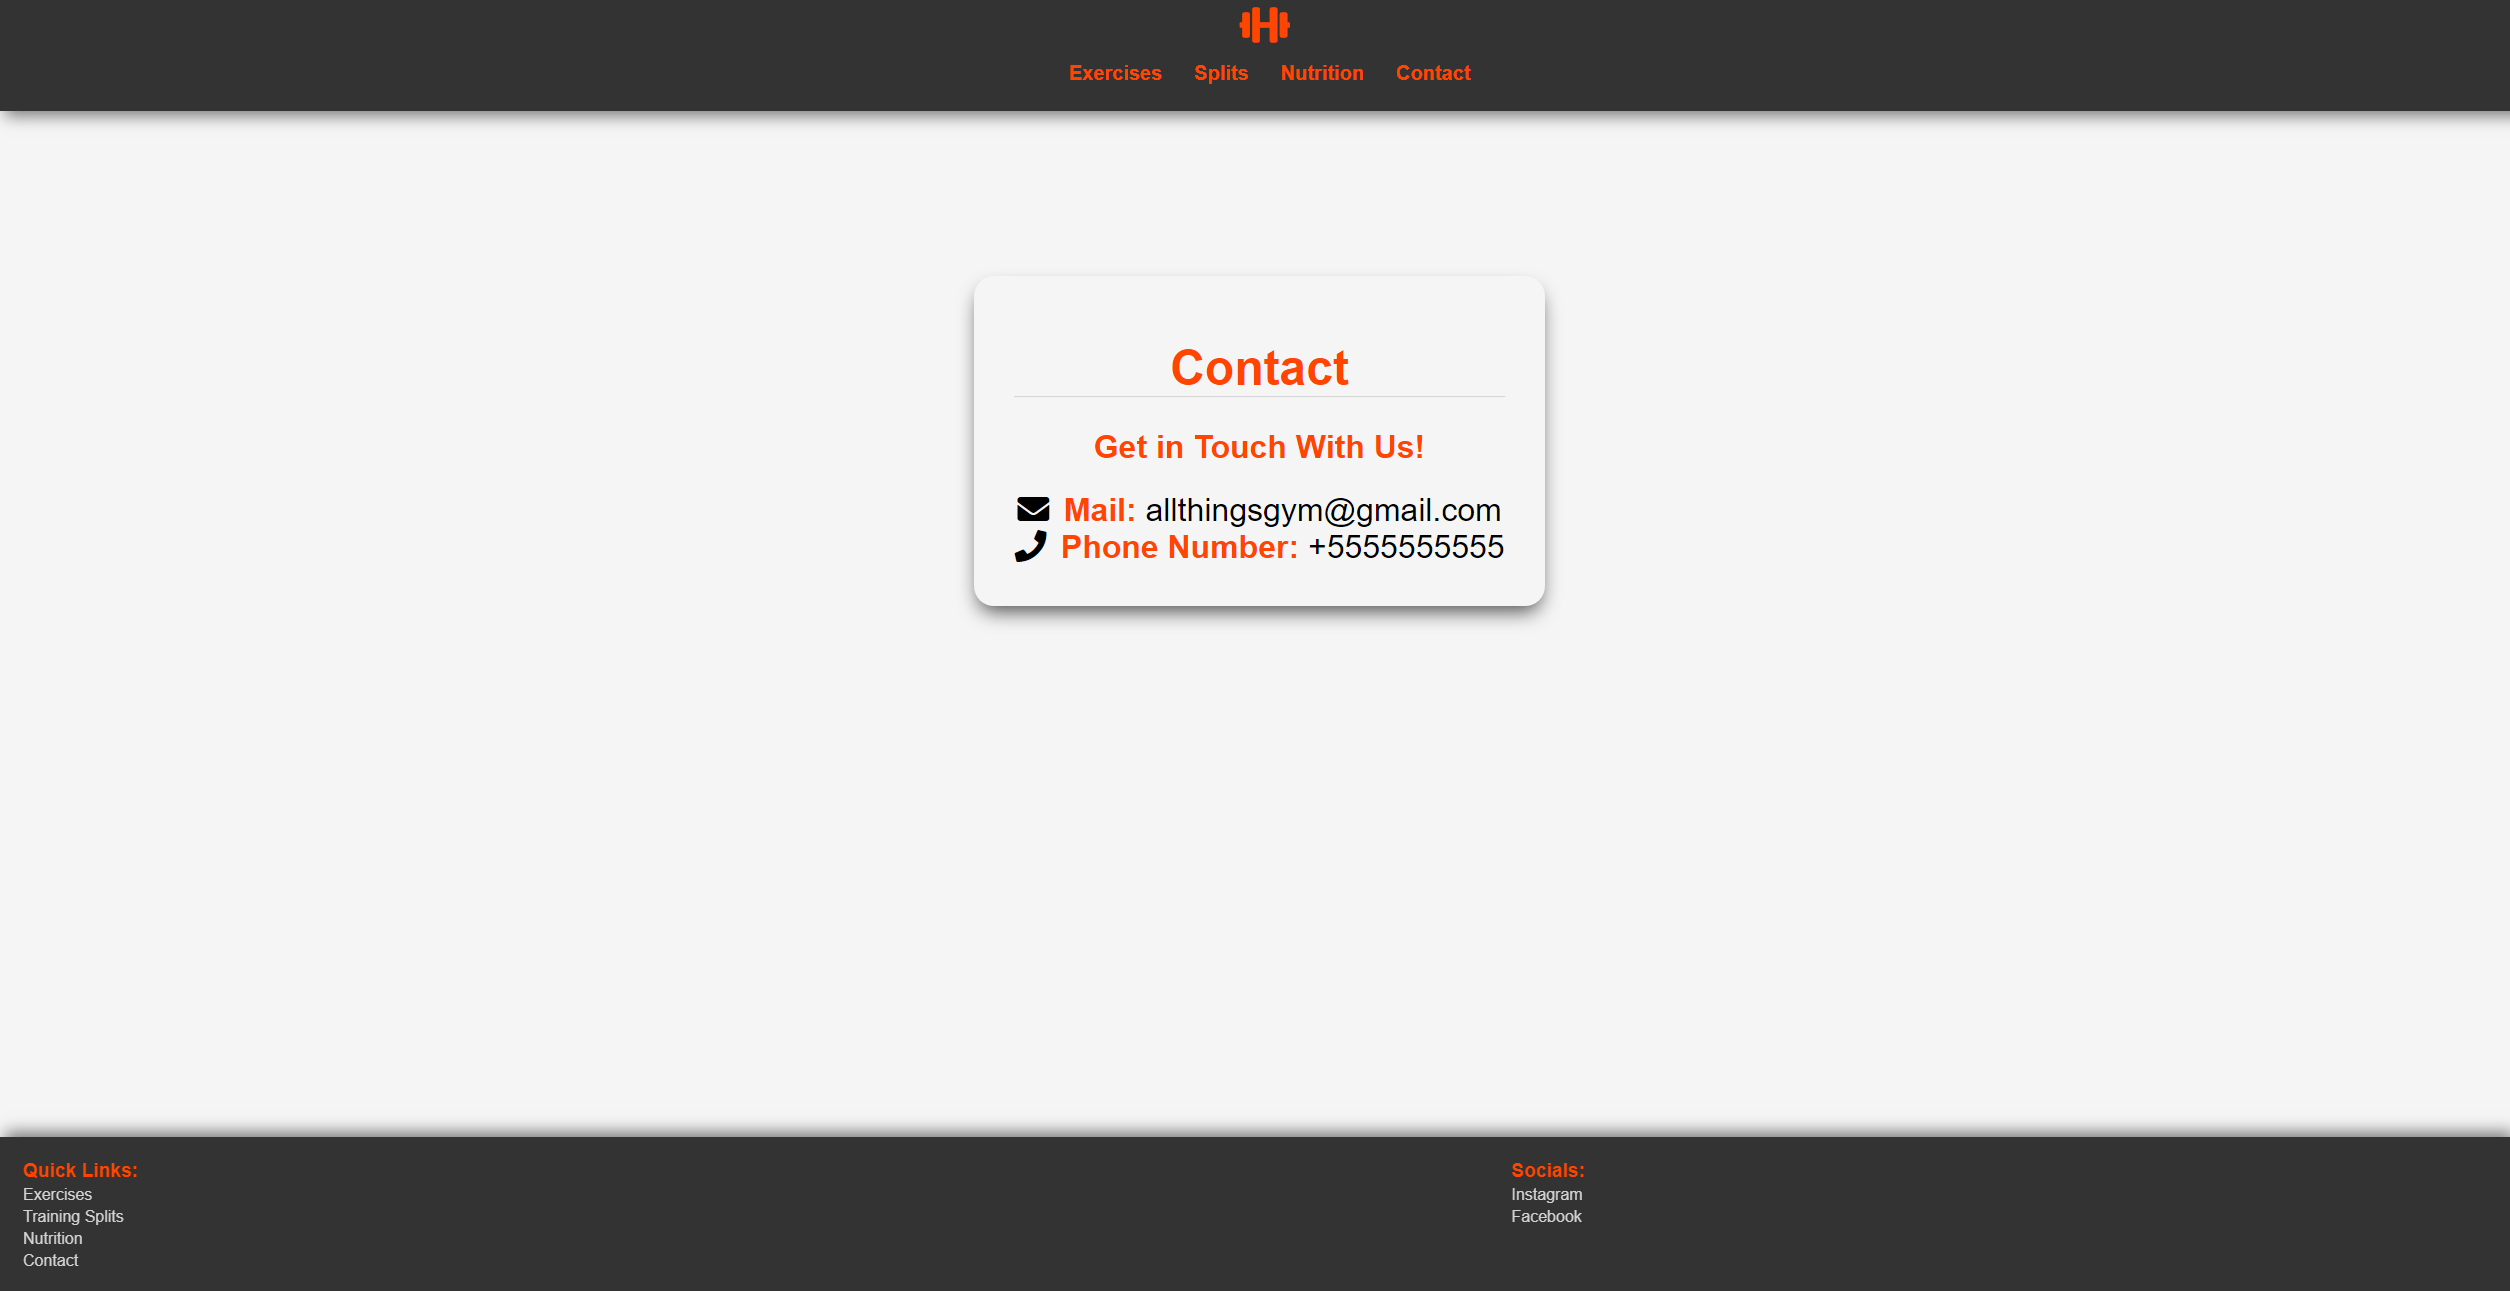 Exercises Splits Nutrition Contact
Contact
Get in Touch With Us!
Mail: allthingsgym@gmail.com
Phone Number: +5555555555
Quick Links:
Exercises
Training Splits
Nutrition
Contact
Socials:
Instagram
Facebook